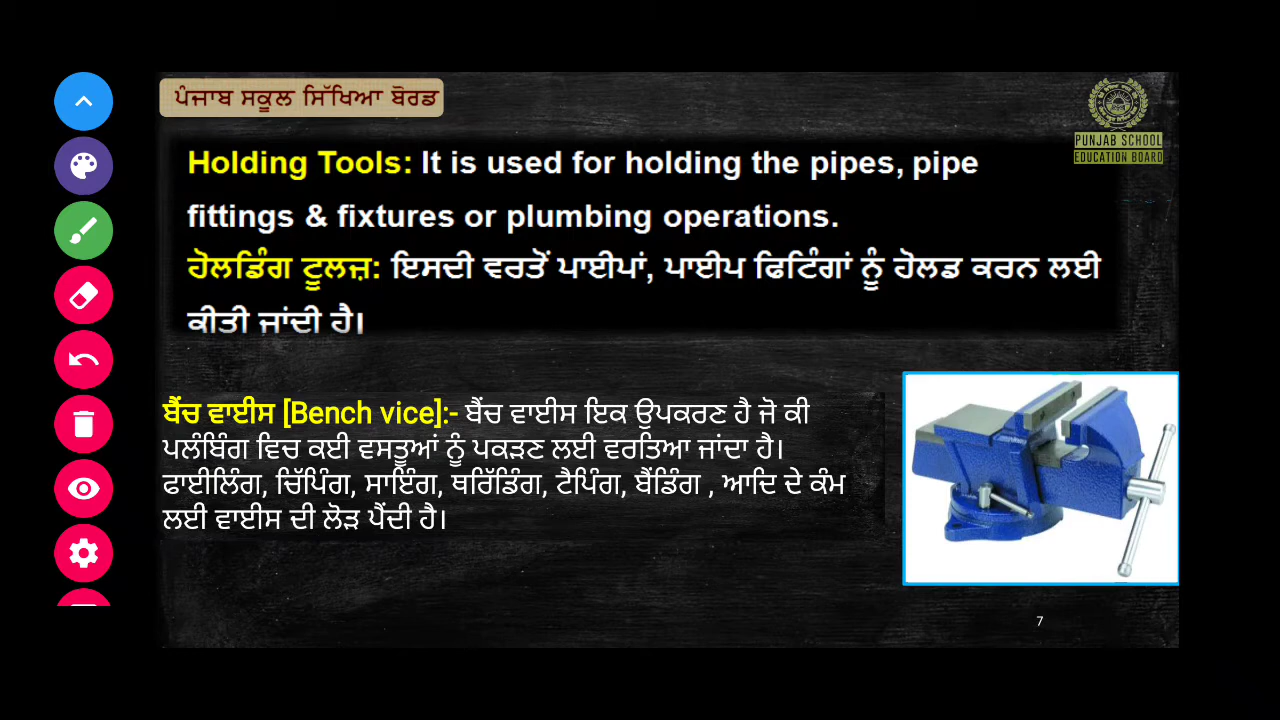 ਪੰਜਾਬ ਸਕੂਲ ਸਿੱਖਿਆ ਬੋਰਡ
PUNJAB SCHOOL
EDUCATION BOARD
Holding Tools: It is used for holding the pipes, pipe
fittings & fixtures or plumbing operations.
ਹੋਲਡਿੰਗ ਟੂਲਜ਼: ਇਸਦੀ ਵਰਤੋਂ ਪਾਈਪਾਂ, ਪਾਈਪ ਫਿਟਿੰਗਾਂ ਨੂੰ ਹੋਲਡ ਕਰਨ ਲਈ
ਕੀਤੀ ਜਾਂਦੀ ਹੈ।
ਬੈਂਚ ਵਾਈਸ [Bench vice]:- ਬੈਂਚ ਵਾਈਸ ਇਕ ਉਪਕਰਣ ਹੈ ਜੋ ਕੀ
ਪਲੰਬਿੰਗ ਵਿਚ ਕਈ ਵਸਤੂਆਂ ਨੂੰ ਪਕੜਣ ਲਈ ਵਰਤਿਆ ਜਾਂਦਾ ਹੈ।
ਫਾਈਲਿੰਗ, ਚਿੱਪਿੰਗ, ਸਾਇੰਗ, ਥਰਿੱਡਿੰਗ, ਟੈਪਿੰਗ, ਬੈਂਡਿੰਗ , ਆਦਿ ਦੇ ਕੰਮ
ਲਈ ਵਾਈਸ ਦੀ ਲੋੜ ਪੈਂਦੀ ਹੈ।
7